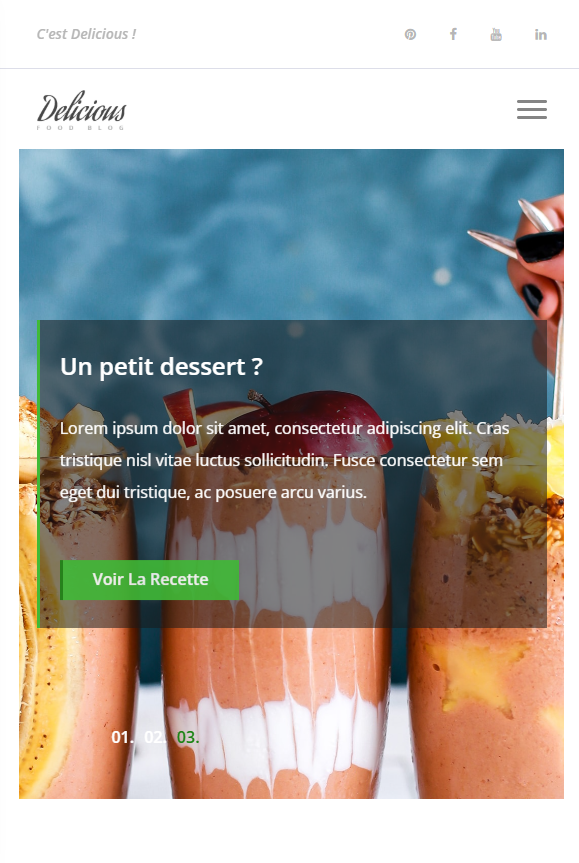 C'est Delicious !
Delicious
FOOD BLOG
Un petit dessert ?
Lorem ipsum dolor sit amet, consectetur adipiscing elit. Cras
tristique nisl vitae luctus sollicitudin. Fusce consectetur sem
eget dui tristique, ac posuere arcu varius.
Voir La Recette
01. 02. 03.